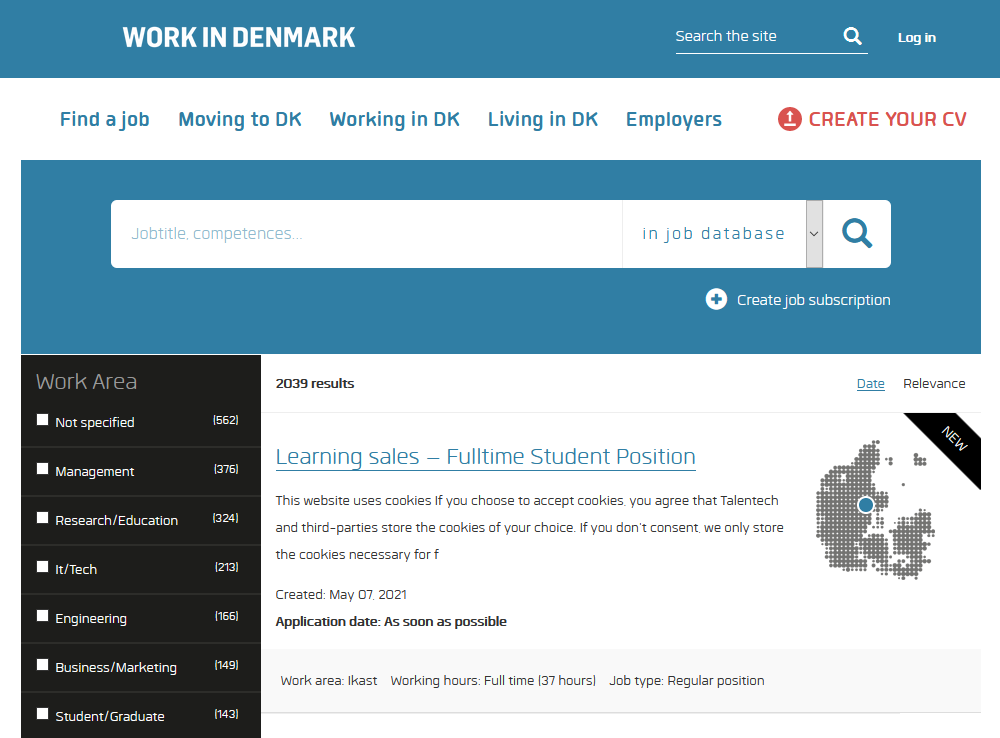 WORK IN DENMARK
Search the site
Log in
Find a job Moving to DK Working in DK Living in DK Employers CREATE YOUR CV
Jobtitle, competences... in job database
Create job subscription
Work Area
Not specified (562)
Management (376)
Research/Education (324)
It/Tech (213)
Engineering (166)
Business/Marketing (149)
Student/Graduate (143)
2039 results Date Relevance
NEW
Learning sales – Fulltime Student Position
This website uses cookies If you choose to accept cookies, you agree that Talentech
and third-parties store the cookies of your choice. If you don't consent, we only store
the cookies necessary for f
Created: May 07, 2021
Application date: As soon as possible
Work area: Ikast Working hours: Full time (37 hours) Job type: Regular position